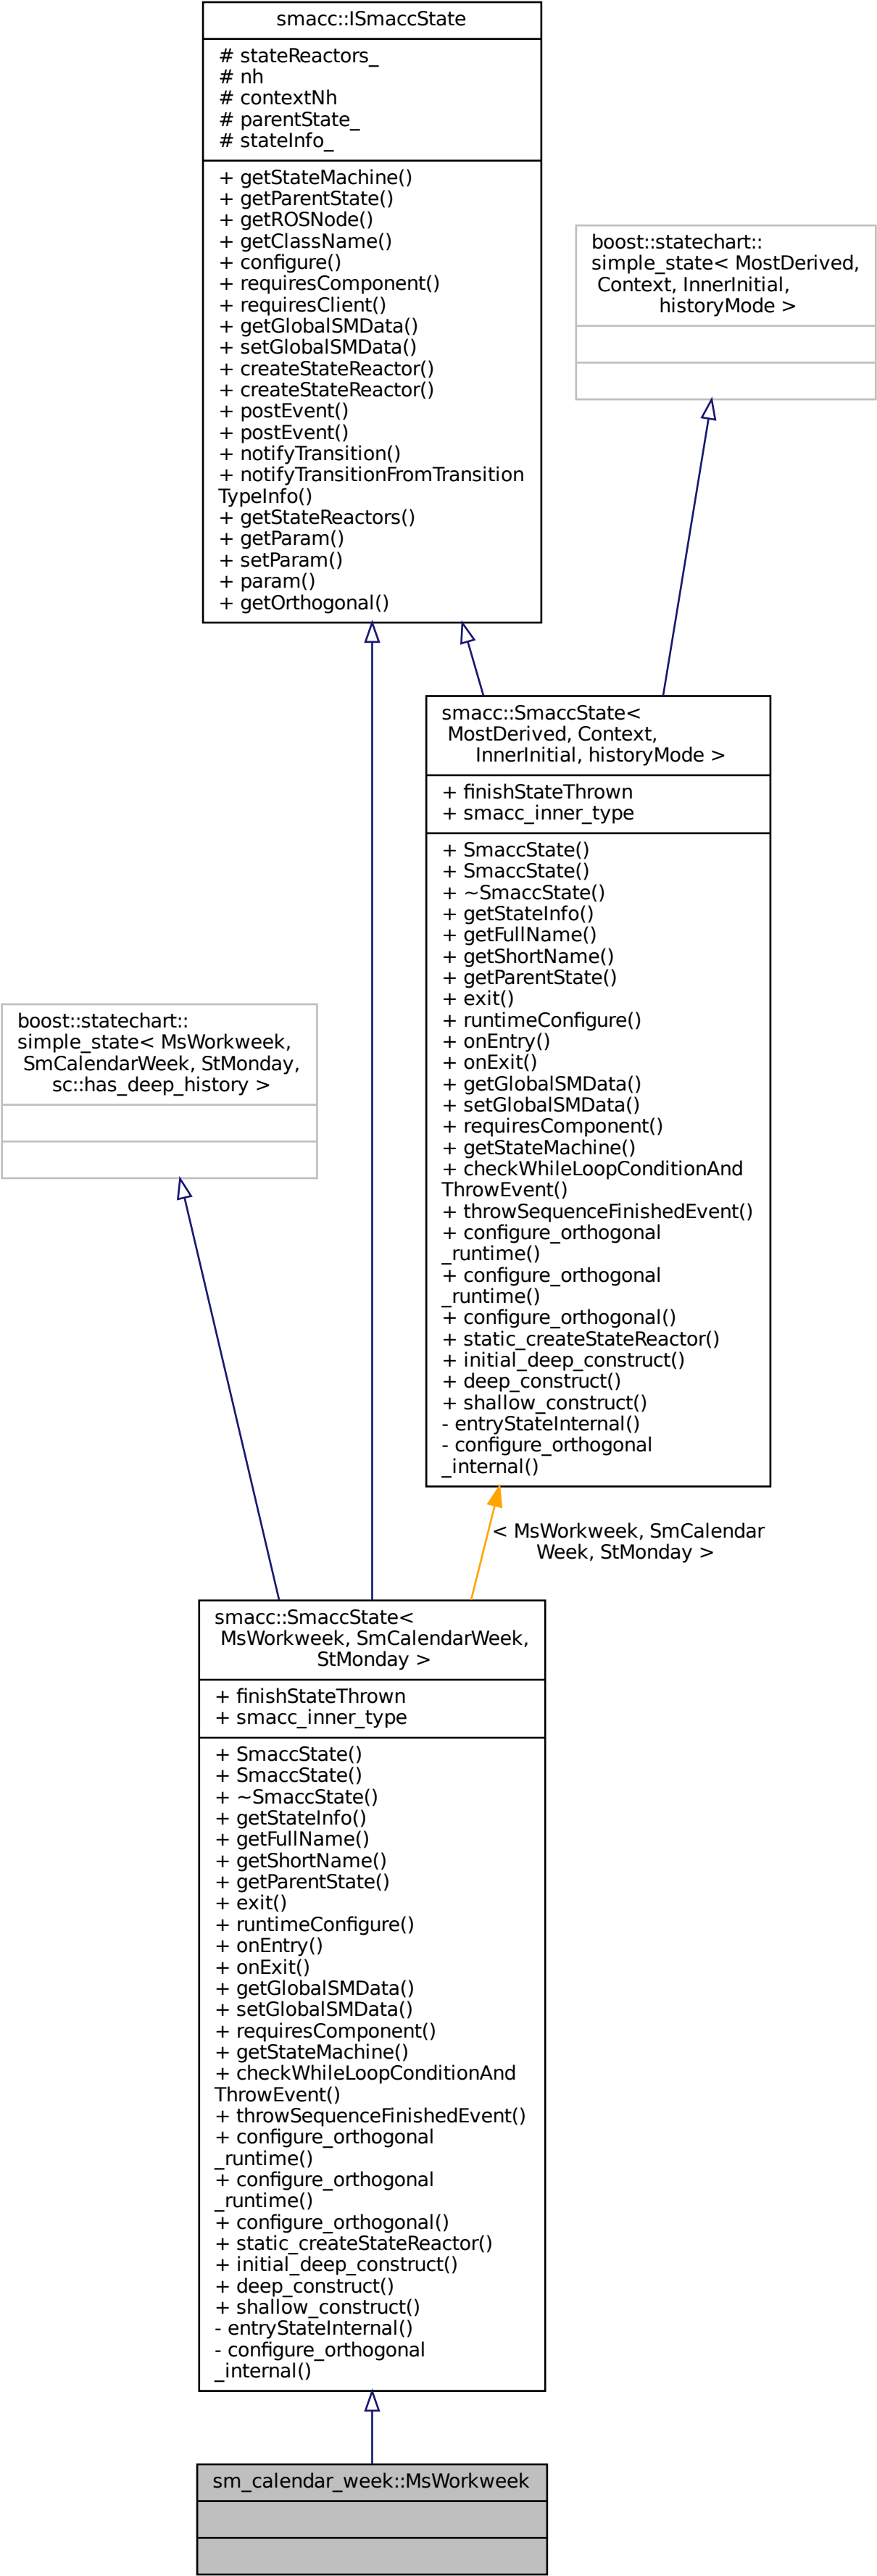 smacc::ISmaccState
# stateReactors_
# nh
# contextNh
# parentState_
# stateInfo_
+ getStateMachine()
+ getParentState()
+ getROSNode()
+ getClassName()
+ configure()
+ requiresComponent()
+ requiresClient()
+ getGlobalSMData()
+ setGlobalSMData()
+ createStateReactor()
+ createStateReactor()
+ postEvent()
+ postEvent()
+ notifyTransition()
+ notifyTransitionFromTransition
TypeInfo()
+ getStateReactors()
+ getParam()
+ setParam()
+ param()
+ getOrthogonal()
boost::statechart::
simple_state< MostDerived,
Context, InnerInitial,
historyMode >
smacc::SmaccState<
MostDerived, Context,
InnerInitial, historyMode >
+ finishStateThrown
+ smacc_inner_type
+ SmaccState()
+ SmaccState()
+ ~SmaccState()
+ getStateInfo()
+ getFullName()
+ getShortName()
+ getParentState()
+ exit()
+ runtimeConfigure()
+ onEntry()
+ onExit()
+ getGlobalSMData()
+ setGlobalSMData()
+ requiresComponent()
+ getStateMachine()
+ checkWhileLoopConditionAnd
ThrowEvent()
+ throwSequenceFinishedEvent()
+ configure_orthogonal
_runtime()
+ configure_orthogonal
_runtime()
+ configure_orthogonal()
+ static_createStateReactor()
+ initial_deep_construct()
+ deep_construct()
+ shallow_construct()
- entryStateInternal()
- configure_orthogonal
_internal()
boost::statechart::
simple_state< MsWorkweek,
SmCalendarWeek, StMonday,
sc::has_deep_history >
< MsWorkweek, SmCalendar
Week, StMonday >
smacc::SmaccState<
MsWorkweek, SmCalendarWeek,
StMonday >
+ finishStateThrown
+ smacc_inner_type
+ SmaccState()
+ SmaccState()
+ ~SmaccState()
+ getStateInfo()
+ getFullName()
+ getShortName()
+ getParentState()
+ exit()
+ runtimeConfigure()
+ onEntry()
+ onExit()
+ getGlobalSMData()
+ setGlobalSMData()
+ requiresComponent()
+ getStateMachine()
+ checkWhileLoopConditionAnd
ThrowEvent()
+ throwSequenceFinishedEvent()
+ configure_orthogonal
_runtime()
+ configure_orthogonal
_runtime()
+ configure_orthogonal()
+ static_createStateReactor()
+ initial_deep_construct()
+ deep_construct()
+ shallow_construct()
- entryStateInternal()
- configure_orthogonal
_internal()
sm_calendar_week::MsWorkweek